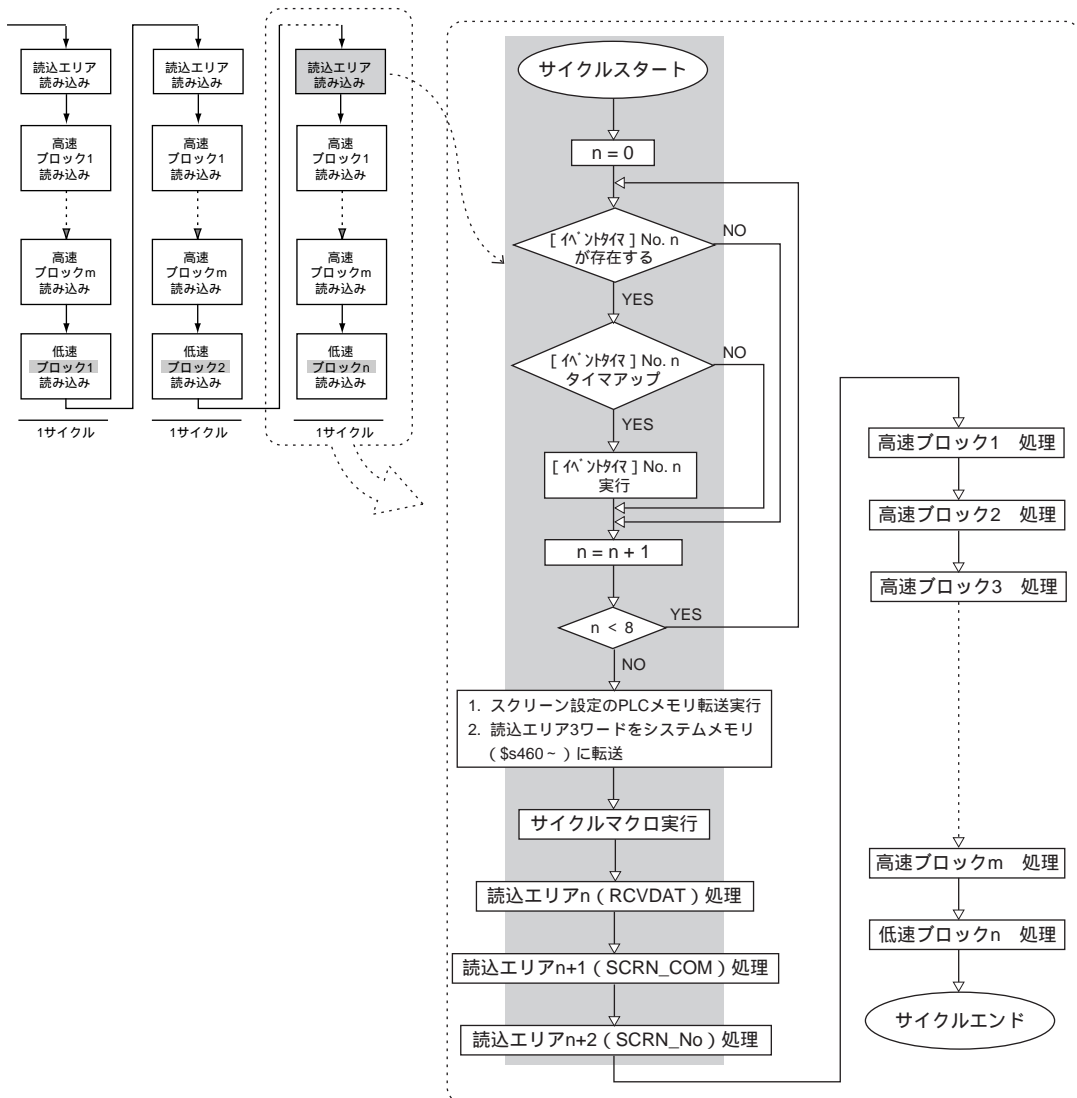 読込エリア
読み込み
高速
ブロック1
読み込み
高速
ブロックm
読み込み
低速
ブロック1
読み込み
1サイクル
読込エリア
読み込み
高速
ブロック1
読み込み
高速
ブロックm
読み込み
低速
ブロック2
読み込み
1サイクル
読込エリア
読み込み
高速
ブロック1
読み込み
高速
ブロックm
読み込み
低速
ブロックn
読み込み
1サイクル
サイクルスタート
n = 0
[ ｲﾍﾞﾝﾄﾀｲﾏ ] No. n
が存在する
NO
YES
[ ｲﾍﾞﾝﾄﾀｲﾏ ] No. n
タイマアップ
NO
YES
[ ｲﾍﾞﾝﾄﾀｲﾏ ] No. n
実行
n = n + 1
n < 8
YES
NO
1. スクリーン設定のPLCメモリ転送実行
2. 読込エリア3ワードをシステムメモリ
( $s460~ ) に転送
サイクルマクロ実行
読込エリアn ( RCVDAT ) 処理
読込エリアn+1 ( SCRN_COM ) 処理
読込エリアn+2 ( SCRN_No ) 処理
高速ブロック1 処理
高速ブロック2 処理
高速ブロック3 処理
高速ブロックm 処理
低速ブロックn 処理
サイクルエンド